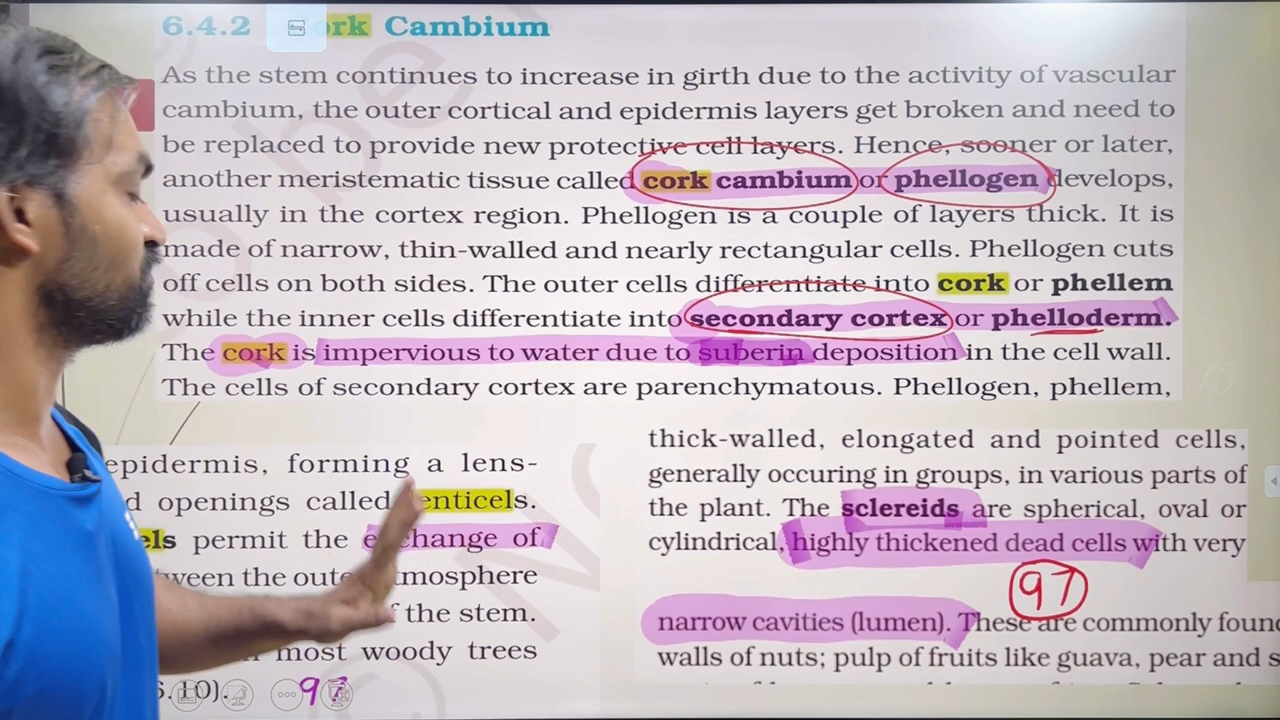 6.4.2 ork Cambium
As the stem continues to increase in girth due to the activity of vascular
cambium, the outer cortical and epidermis layers get broken and need to
be replaced to provide new protective cell layers. Hence, sooner or later,
another meristematic tissue called cork cambium or phellogen develops,
usually in the cortex region. Phellogen is a couple of layers thick. It is
made of narrow, thin-walled and nearly rectangular cells. Phellogen cuts
off cells on both sides. The outer cells differentiate into cork or phellem
while the inner cells differentiate into secondary cortex or phelloderm.
The cork is impervious to water due to suberin deposition in the cell wall.
The cells of secondary cortex are parenchymatous. Phellogen, phellem,
epidermis, forming a lens-
d openings called enticels.
els permit the exchange of
ween the oute tmosphere
f the stem.
most woody trees
6.10).
thick-walled, elongated and pointed cells,
generally occuring in groups, in various parts of
the plant. The sclereids are spherical, oval or
cylindrical, highly thickened dead cells with very
97
narrow cavities (lumen). These are commonly found
walls of nuts; pulp of fruits like guava, pear and s